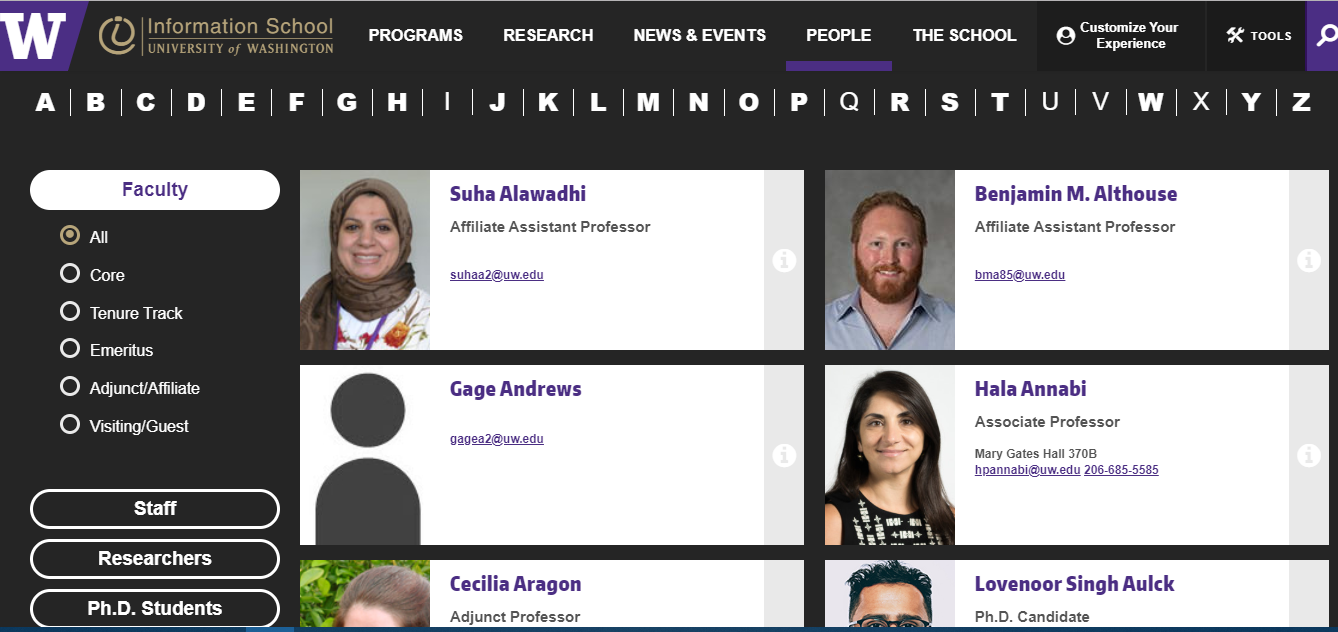 W
Information School
UNIVERSITY of WASHINGTON
PROGRAMS
RESEARCH
NEWS & EVENTS
PEOPLE
THE SCHOOL
Customize Your
Experience
TOOLS
A B C D E F G H I J K L M N O P Q R S T U V W X Y Z
Faculty
All
Core
Tenure Track
Emeritus
Adjunct/Affiliate
Visiting/Guest
Staff
Researchers
Ph.D. Students
Suha Alawadhi
Affiliate Assistant Professor
suhaa2@uw.edu
Benjamin M. Althouse
Affiliate Assistant Professor
bma85@uw.edu
Gage Andrews
gagea2@uw.edu
Hala Annabi
Associate Professor
Mary Gates Hall 370B
hpannabi@uw.edu 206-685-5585
Cecilia Aragon
Adjunct Professor
Lovenoor Singh Aulck
Ph.D. Candidate